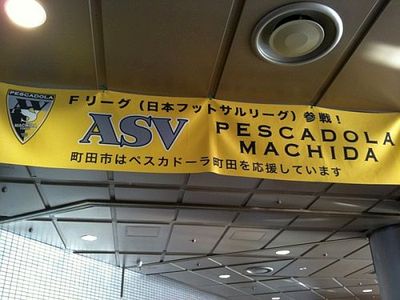 PESCADOLA
MACHIDA
Fリーグ(日本フットサルリーグ)参戦!
ASV PESCADOLA
MACHIDA
町田市はペスカドーラ町田を応援しています